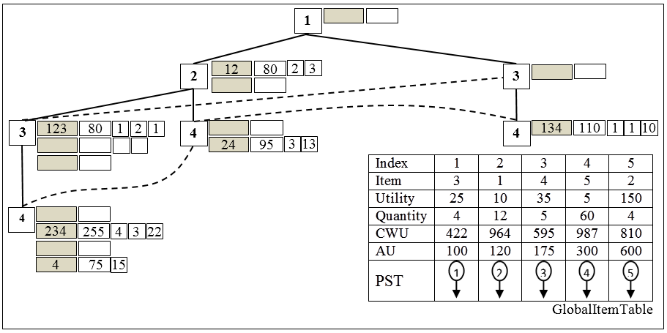 1
2 12 80 2 3
3
3 123 80 1 2 1
4
24 95 3 13
4 134 110 1 1 10
4
234 255 4 3 22
4 75 15
Index 1 2 3 4 5
Item 3 1 4 5 2
Utility 25 10 35 5 150
Quantity 4 12 5 60 4
CWU 422 964 595 987 810
AU 100 120 175 300 600
PST 1 2 3 4 5
GlobalItemTable